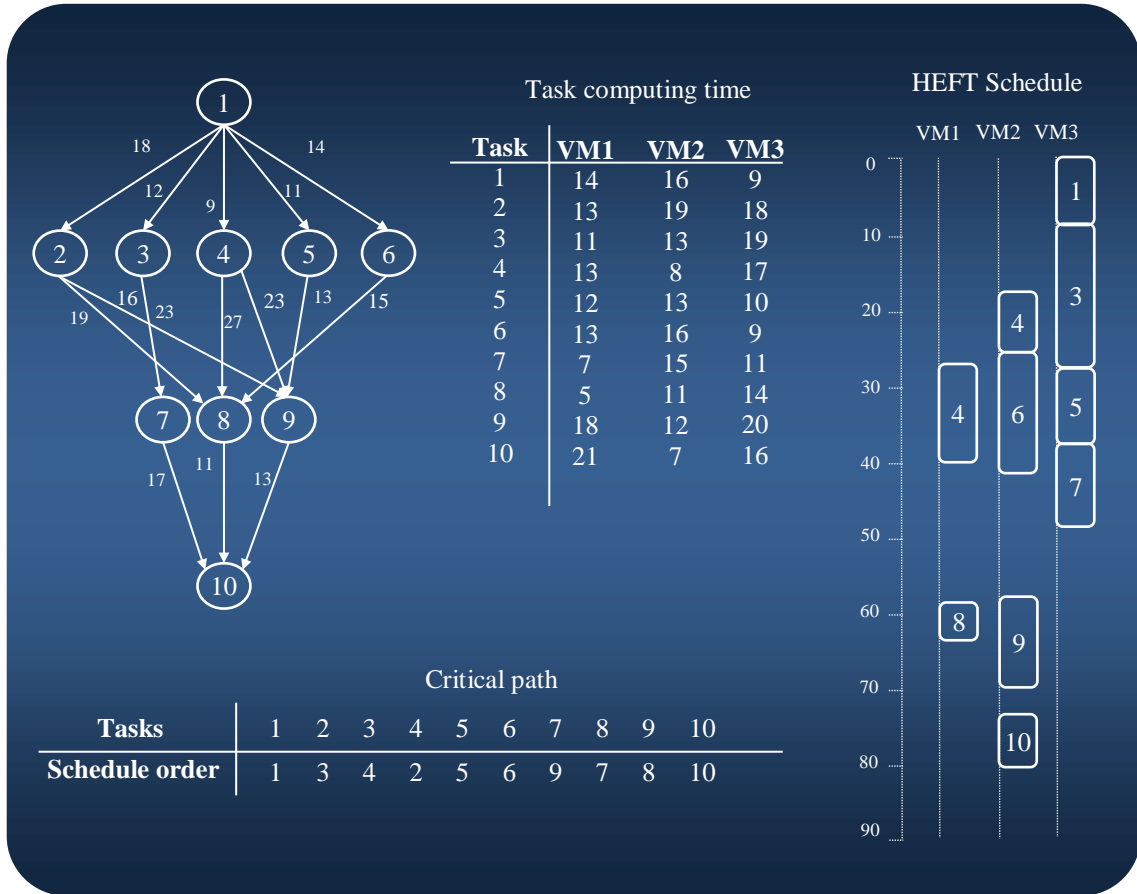 HEFT Schedule
Task computing time
1
VM1 VM2 VM3
18 14
12 11
9
Task VM1 VM2 VM3
1 14 16 9
2 13 19 18
3 11 13 19
4 13 8 17
5 12 13 10
6 13 16 9
7 7 15 11
8 5 11 14
9 18 12 20
10 21 7 16
2 3 4 5 6
19 16 23 27 23 13 15
7 8 9
17 11 13
10
0
10
20
30
40
50
60
70
80
90
1
3
4
4 6 5
7
8 9
10
Critical path
Tasks 1 2 3 4 5 6 7 8 9 10
Schedule order 1 3 4 2 5 6 9 7 8 10